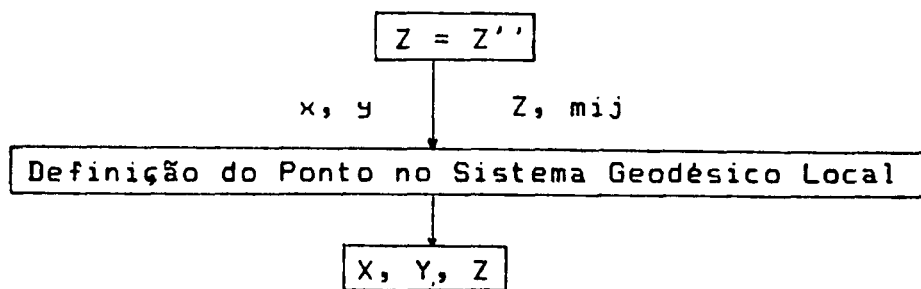 Z = Z''
x, y Z, mij
Definição do Ponto no Sistema Geodésico Local
X, Y, Z